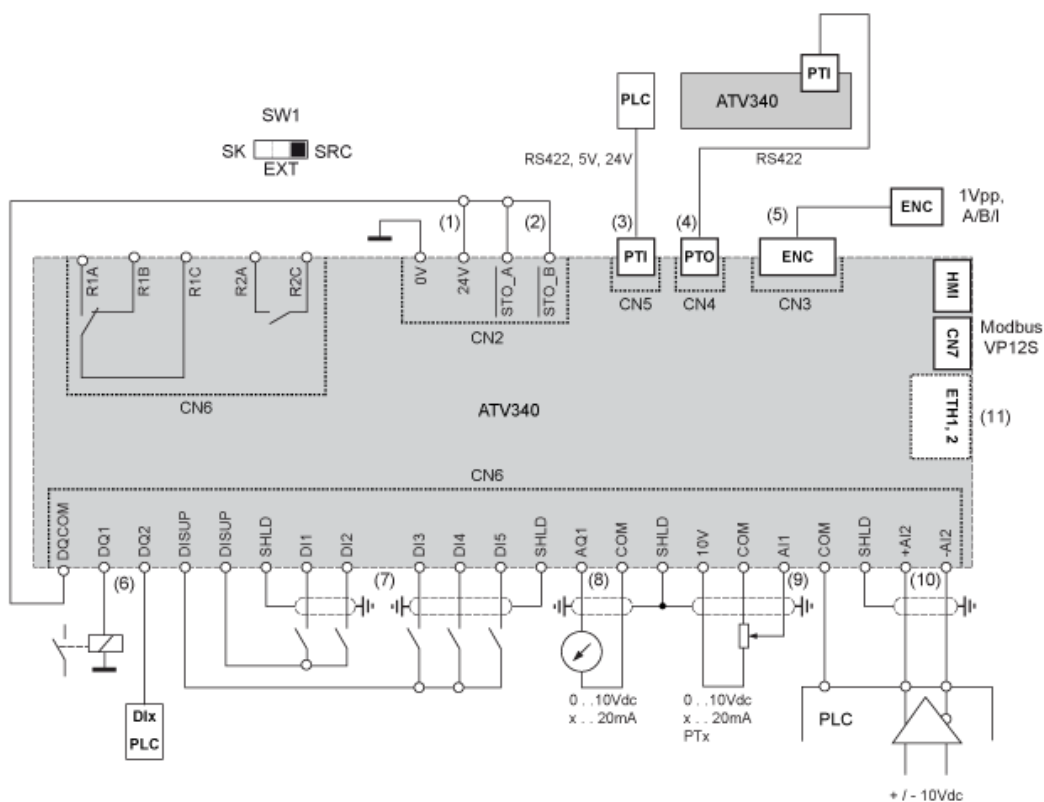 SW1
SK SRC
EXT
PLC
PTI
ATV340
RS422, 5V, 24V
RS422
(1)
(2)
(3)
(4)
(5)
ENC
1Vpp,
A/B/I
R1A
R1B
R1C
R2A
R2C
CN6
0V
24V
STO_A
STO_B
CN2
PTI
CN5
PTO
CN4
ENC
CN3
HMI
CN7
Modbus
VP12S
ETH1, 2
(11)
ATV340
CN6
DQCOM
DQ1
DQ2
DISUP
DISUP
SHLD
DI1
DI2
DI3
DI4
DI5
SHLD
AQ1
COM
SHLD
10V
COM
AI1
COM
SHLD
+AI2
-AI2
(6)
(7)
(8)
(9)
(10)
DIx
PLC
0 . .10Vdc
x . . 20mA
0 . .10Vdc
x . . 20mA
PTx
PLC
+ / - 10Vdc